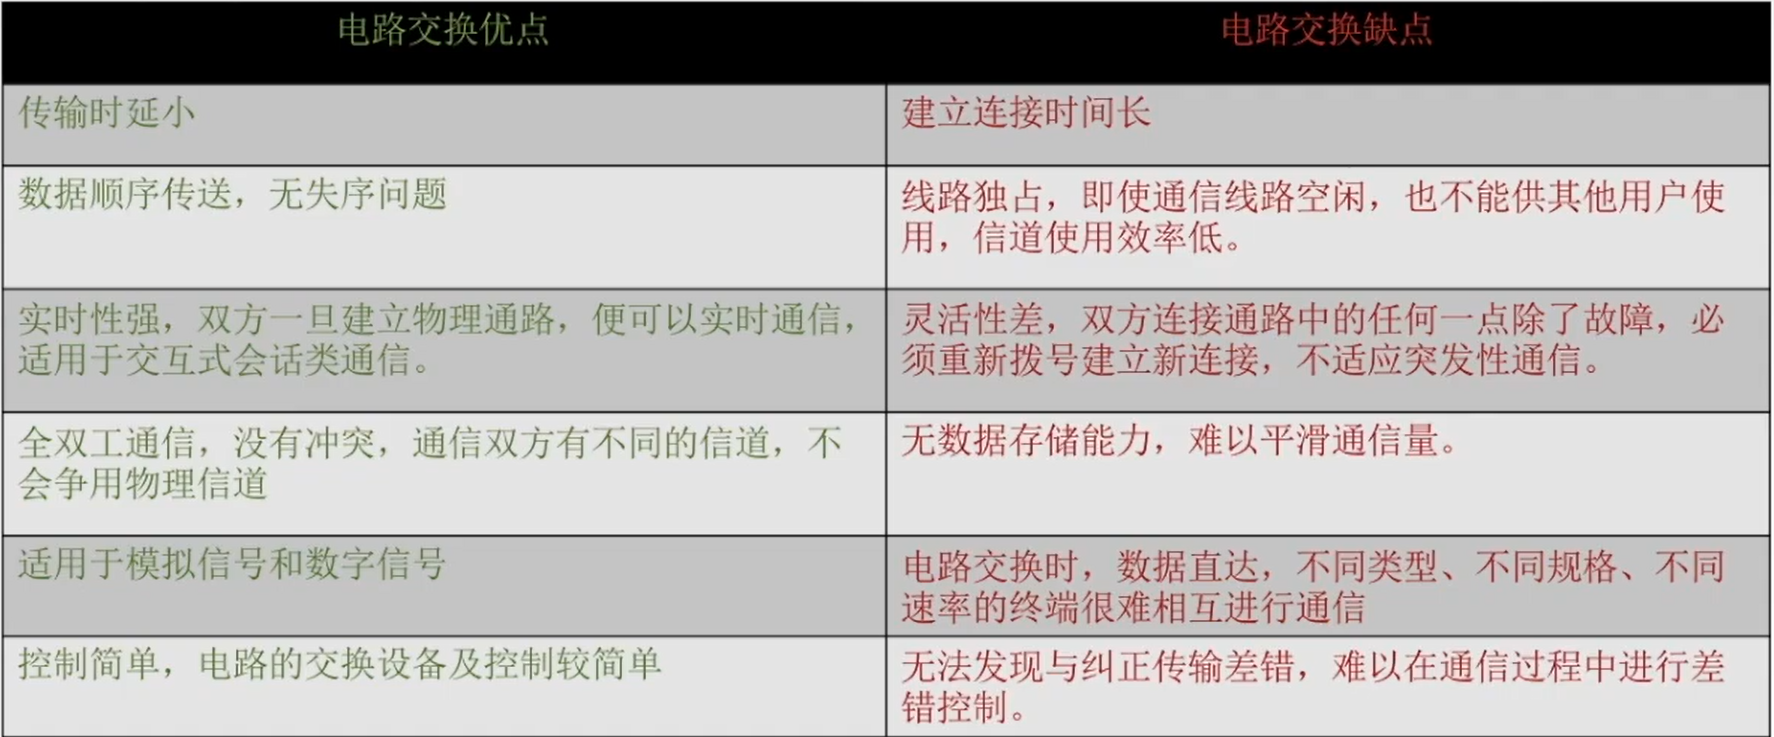 电路交换优点
电路交换缺点
传输时延小
建立连接时间长
数据顺序传送，无失序问题
线路独占，即使通信线路空闲，也不能供其他用户使
用，信道使用效率低。
实时性强，双方一旦建立物理通路，便可以实时通信，
适用于交互式会话类通信。
灵活性差，双方连接通路中的任何一点除了故障，必
须重新拨号建立新连接，不适应突发性通信。
全双工通信，没有冲突，通信双方有不同的信道，不
会争用物理信道
无数据存储能力，难以平滑通信量。
适用于模拟信号和数字信号
电路交换时，数据直达，不同类型、不同规格、不同
速率的终端很难相互进行通信
控制简单，电路的交换设备及控制较简单
无法发现与纠正传输差错，难以在通信过程中进行差
错控制。